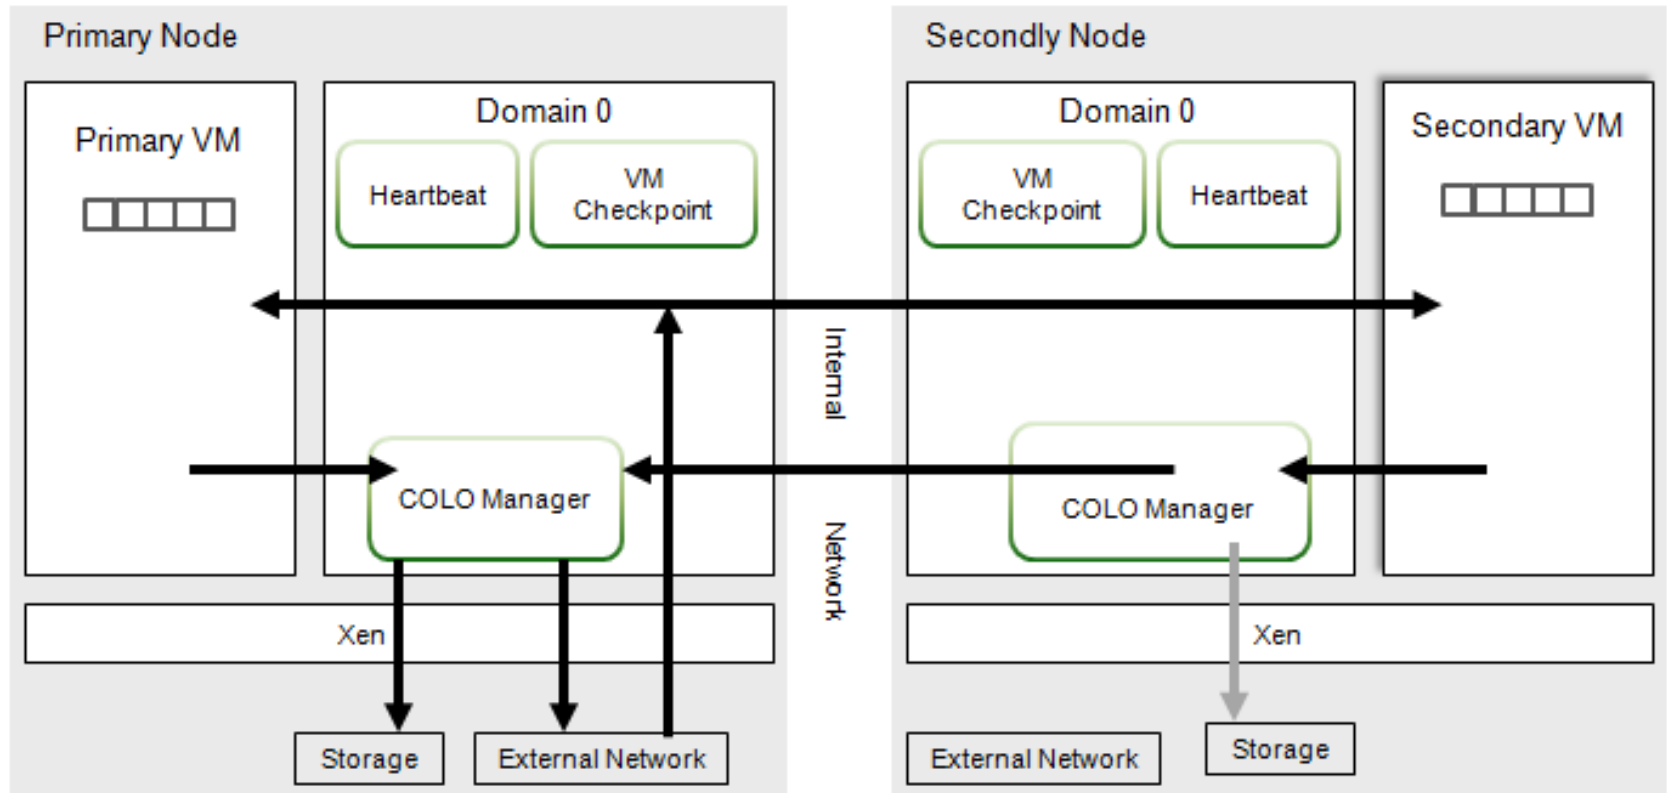 Primary Node
Primary VM
Domain 0
Heartbeat
VM
Checkpoint
COLO Manager
Xen
Storage
External Network
Internal
Network
Secondly Node
Domain 0
VM
Checkpoint
Heartbeat
Secondary VM
COLO Manager
Xen
External Network
Storage